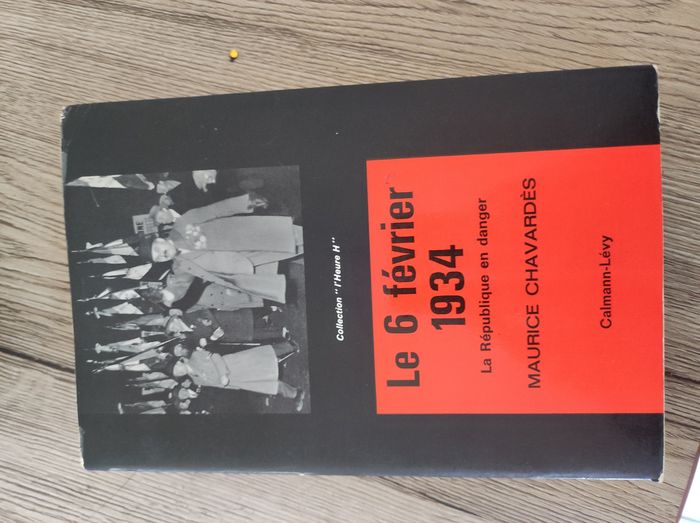 Collection "l'Heure H"
Le 6 février
1934
La République en danger
MAURICE CHAVARDÈS
Calmann-Lévy